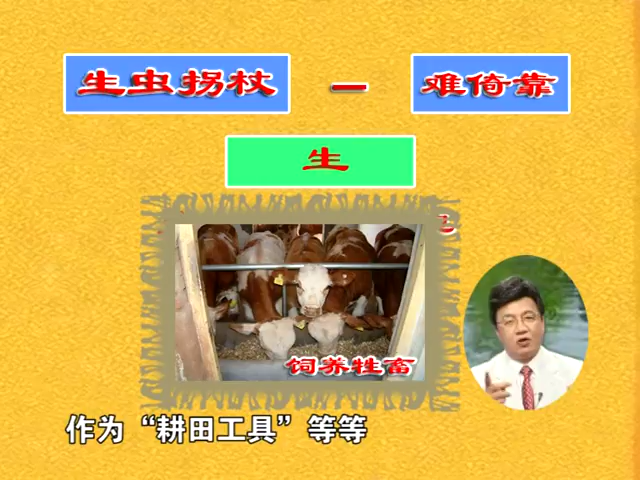 生虫拐杖 － 难倚靠
生
饲养牲畜
作为“耕田工具”等等